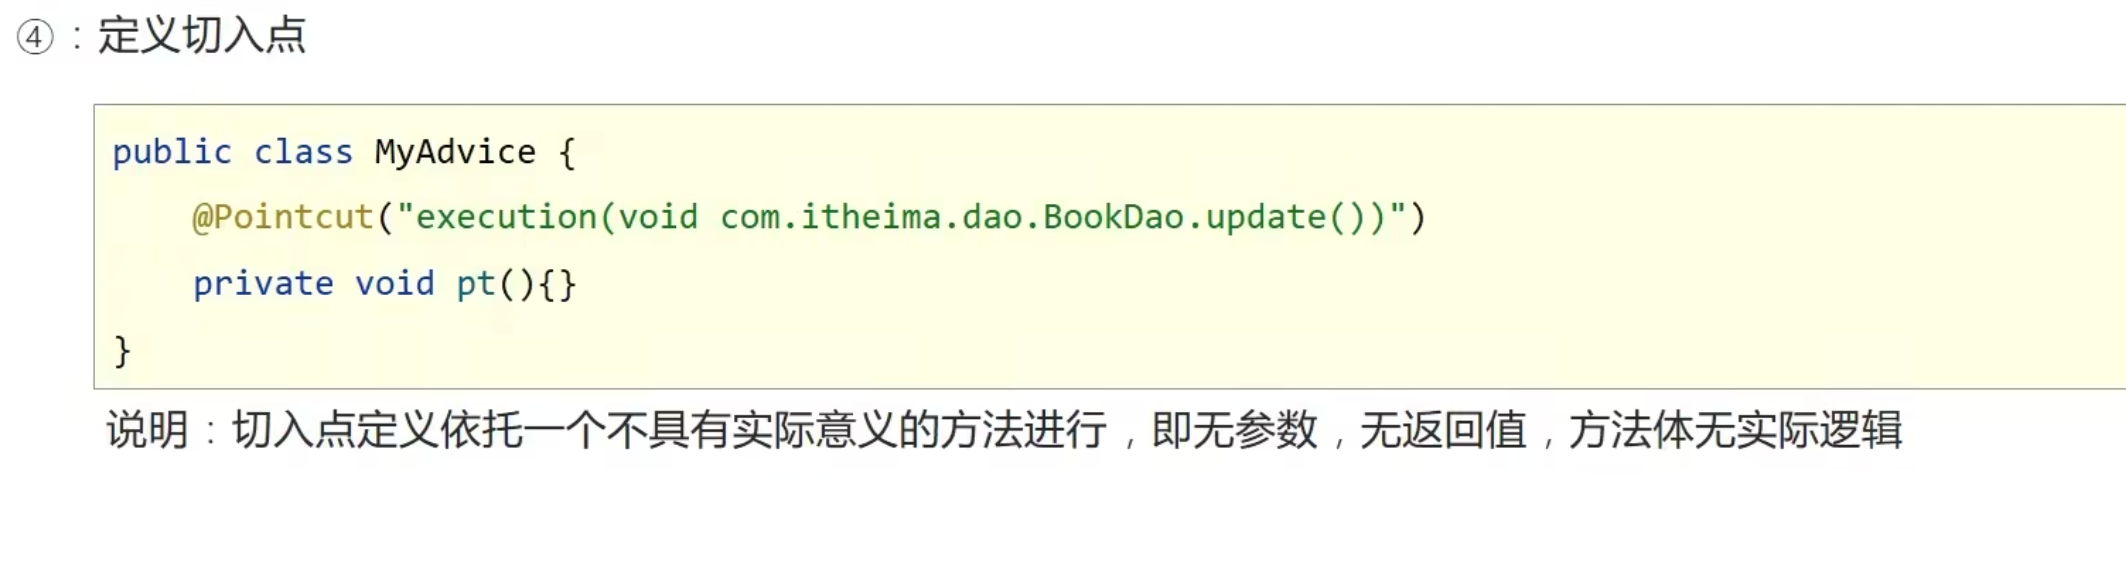 ④：定义切入点
public class MyAdvice {
    @Pointcut("execution(void com.itheima.dao.BookDao.update())")
    private void pt(){}
}
说明：切入点定义依托一个不具有实际意义的方法进行，即无参数，无返回值，方法体无实际逻辑